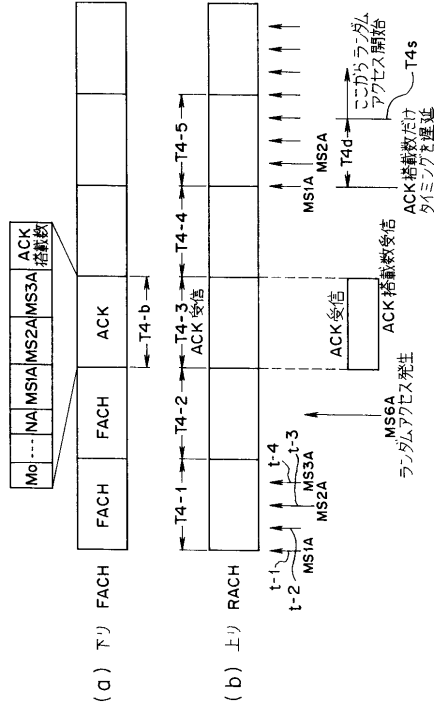 Mo ---- NA MS1A MS2A MS3A ACK搭載数
(a) 下り FACH
FACH FACH ACK
T4-b
T4-1 T4-2 T4-3 T4-4 T4-5
ACK受信
(b) 上り RACH
t-1 t-4
t-2 t-3
MS1A MS2A MS3A
MS6A
ランダムアクセス発生
ACK受信
ACK搭載数受信
MS1A MS2A
T4d
ここからランダム
アクセス開始
T4s
ACK搭載数だけ
タイミングを遅延